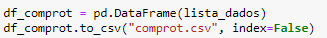 df_comprot = pd.DataFrame(lista_dados)
df_comprot.to_csv("comprot.csv", index=False)